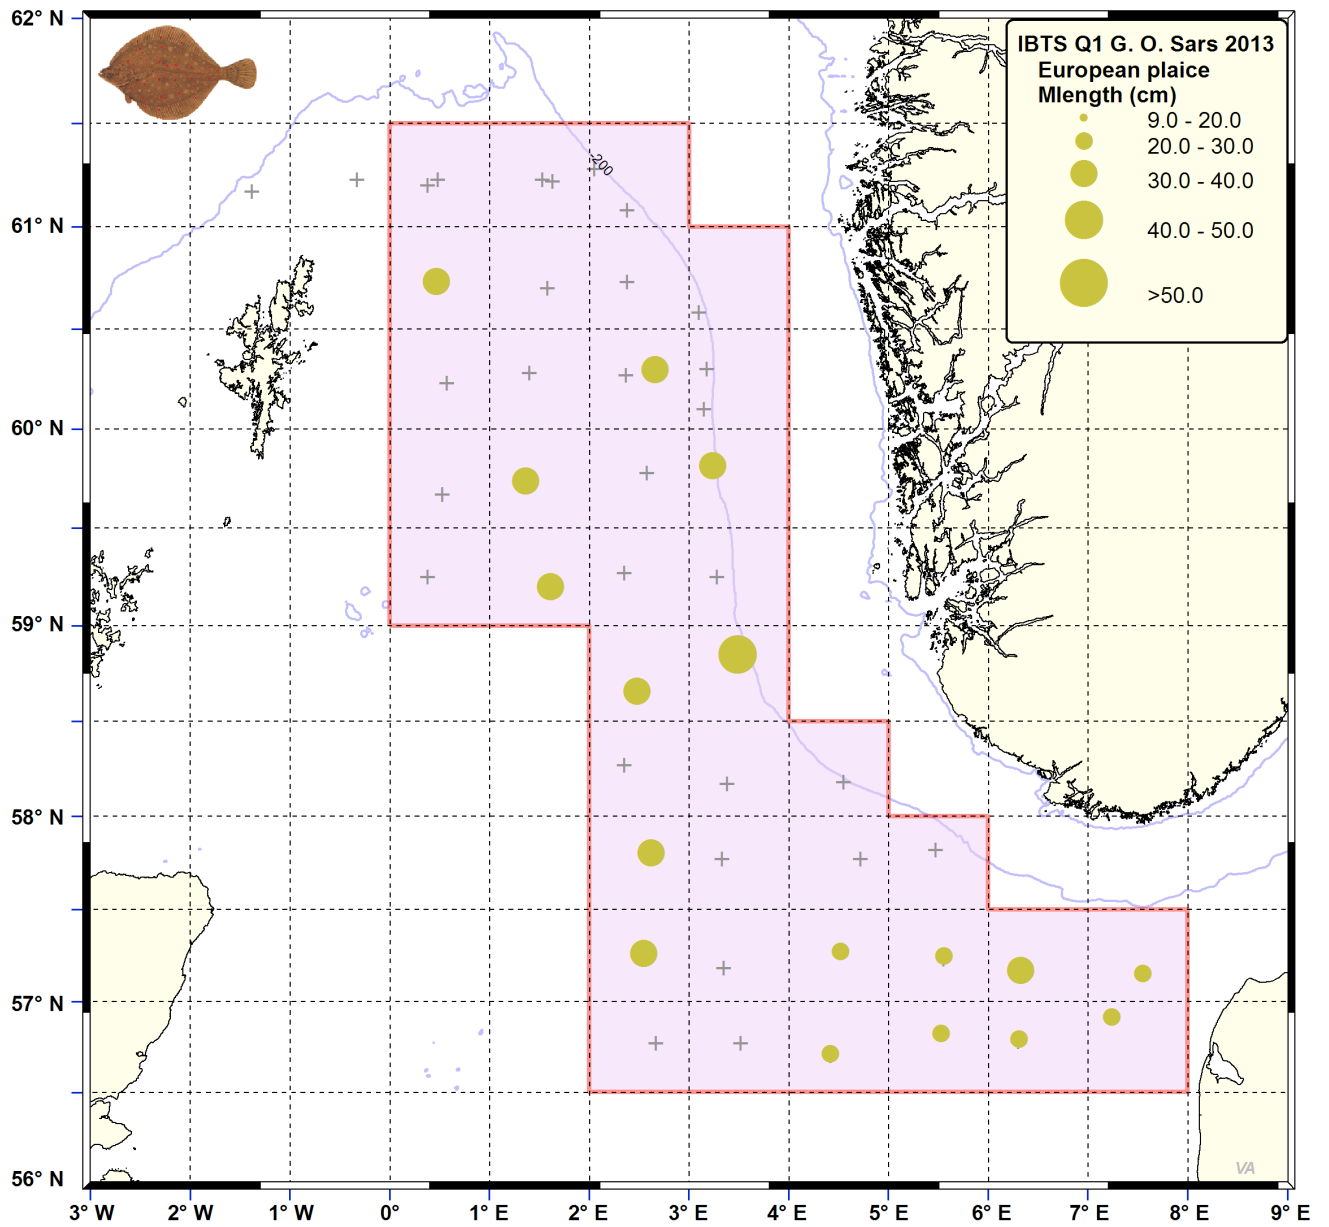 62° N
61° N
60° N
59° N
58° N
57° N
56° N
IBTS Q1 G. O. Sars 2013
European plaice
Mlength (cm)
9.0 - 20.0
20.0 - 30.0
30.0 - 40.0
40.0 - 50.0
>50.0
-200
VA
3°W
2°W
1°W
0°
1°E
2°E
3°E
4°E
5°E
6°E
7°E
8°E
9°E